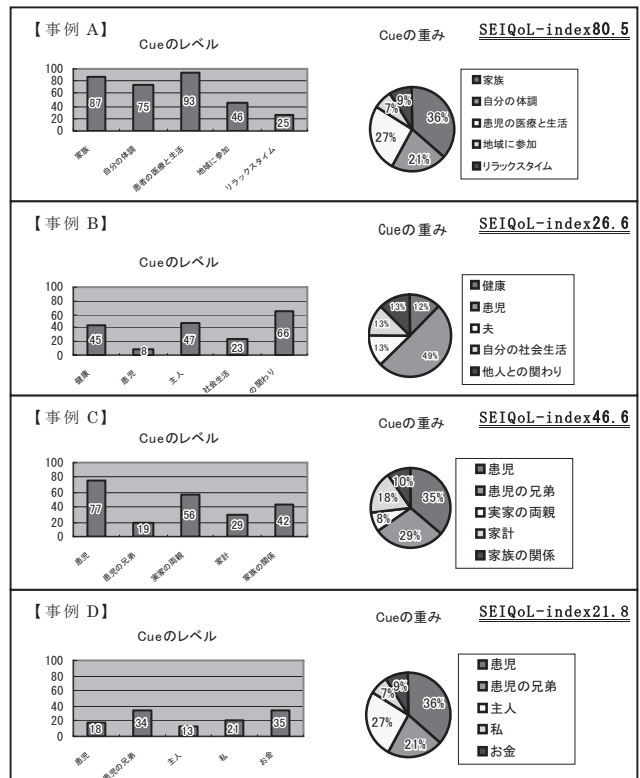 【事例 A】
Cueのレベル
Cueの重み
SEIQoL-index80.5
100
80
60
40
20
0
87
75
93
46
25
家族
自分の体調
患者の医療と生活
地域に参加
リラックスタイム
36%
21%
27%
7%
9%
家族
自分の体調
患児の医療と生活
地域に参加
リラックスタイム
【事例 B】
Cueのレベル
Cueの重み
SEIQoL-index26.6
100
80
60
40
20
0
45
8
47
23
66
健康
患児
主人
社会生活
の関わり
12%
49%
13%
13%
13%
健康
患児
夫
自分の社会生活
他人との関わり
【事例 C】
Cueのレベル
Cueの重み
SEIQoL-index46.6
100
80
60
40
20
0
77
19
56
29
42
患児
患児の兄弟
実家の両親
家計
家族の関係
35%
29%
8%
18%
10%
患児
患児の兄弟
実家の両親
家計
家族の関係
【事例 D】
Cueのレベル
Cueの重み
SEIQoL-index21.8
100
80
60
40
20
0
18
34
13
21
35
患児
患児の兄弟
主人
私
お金
36%
21%
27%
7%
9%
患児
患児の兄弟
主人
私
お金